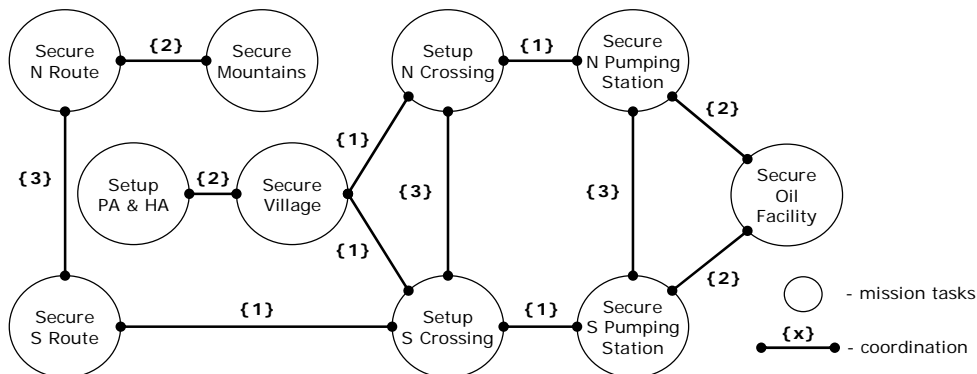 Secure
N Route
{2}
Secure
Mountains
Setup
N Crossing
{1}
Secure
N Pumping
Station
{2}
{3}
Setup
PA & HA
{2}
Secure
Village
{1}
{1}
{3}
{3}
Secure
Oil
Facility
{2}
Secure
S Route
{1}
Setup
S Crossing
{1}
Secure
S Pumping
Station
- mission tasks
{x}
- coordination